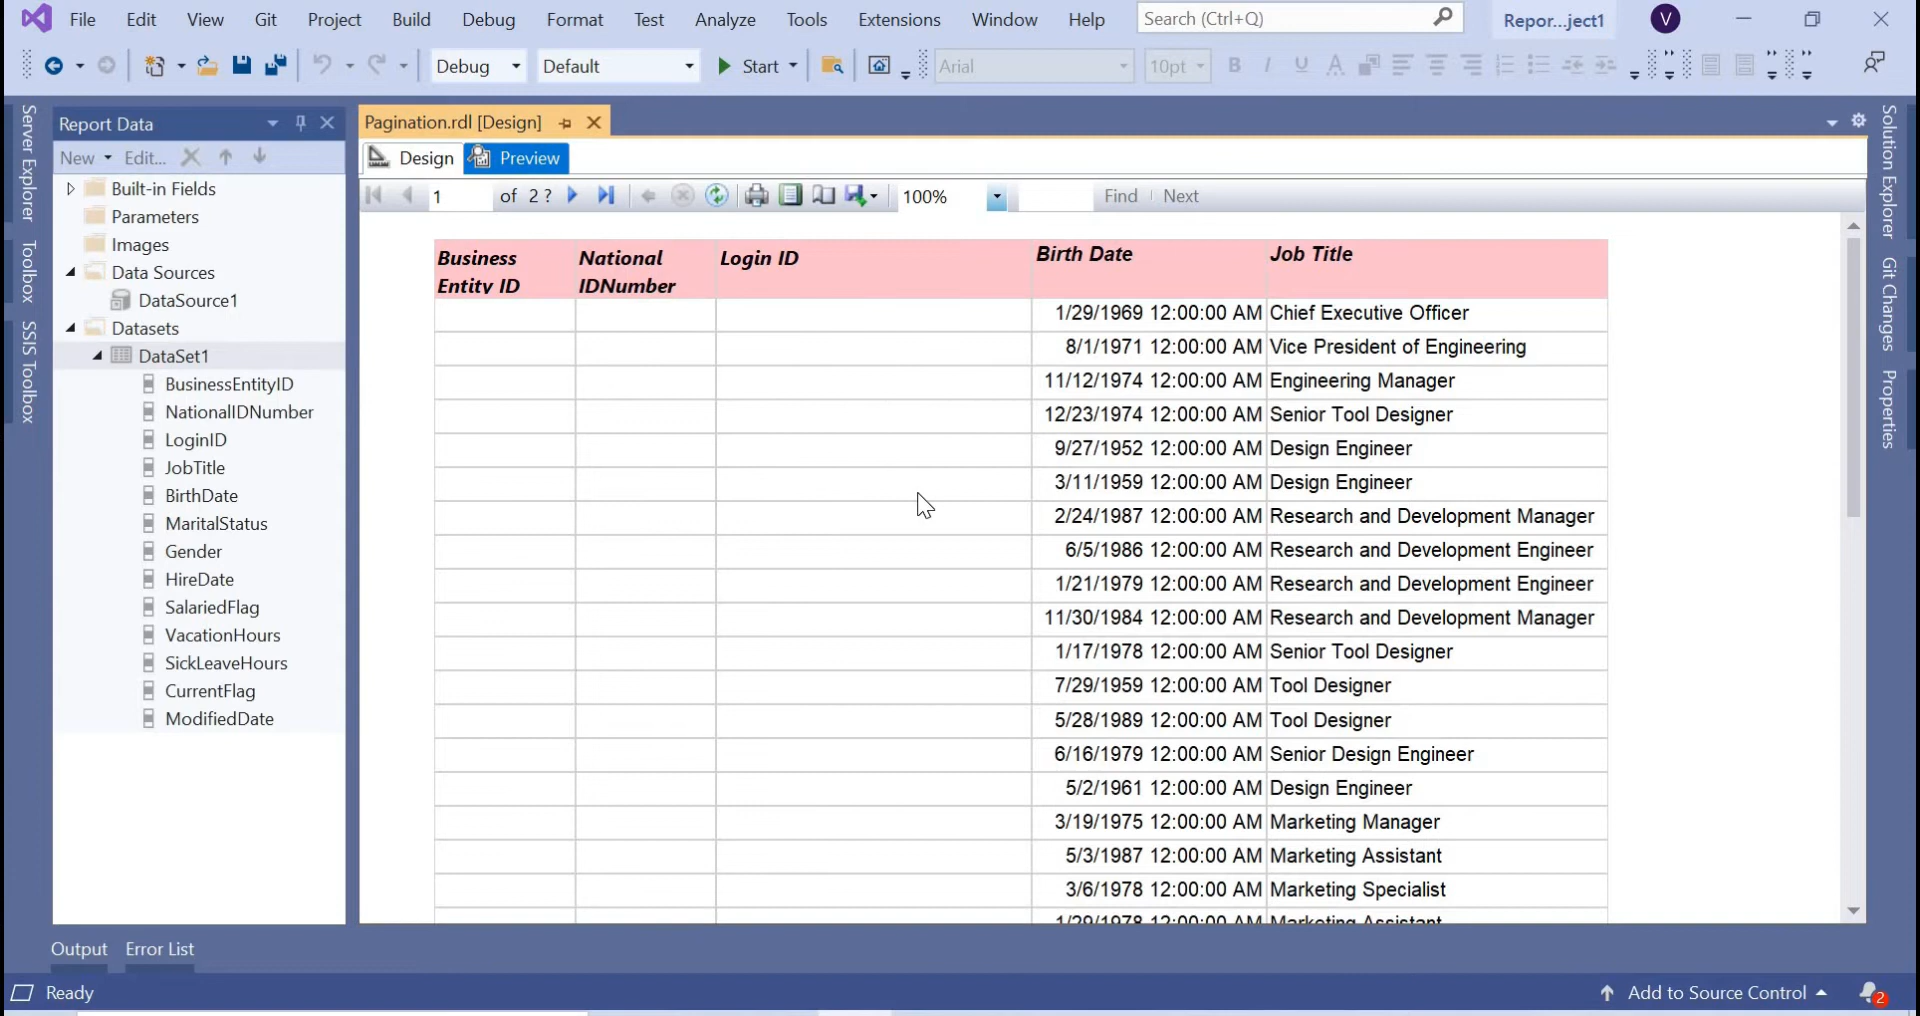 File Edit View Git Project Build Debug Format Test Analyze Tools Extensions Window Help Search (Ctrl+Q) Repor...ject1 V
Debug Default Start Arial 10pt B I U A
Server Explorer
Toolbox
SSIS Toolbox
Report Data
New Edit...
Built-in Fields
Parameters
Images
Data Sources
DataSource1
Datasets
DataSet1
BusinessEntityID
NationalIDNumber
LoginID
JobTitle
BirthDate
MaritalStatus
Gender
HireDate
SalariedFlag
VacationHours
SickLeaveHours
CurrentFlag
ModifiedDate
Pagination.rdl [Design]
Design Preview
1 of 2 ? 100% Find Next
Business Entity ID National IDNumber Login ID Birth Date Job Title
1/29/1969 12:00:00 AM Chief Executive Officer
8/1/1971 12:00:00 AM Vice President of Engineering
11/12/1974 12:00:00 AM Engineering Manager
12/23/1974 12:00:00 AM Senior Tool Designer
9/27/1952 12:00:00 AM Design Engineer
3/11/1959 12:00:00 AM Design Engineer
2/24/1987 12:00:00 AM Research and Development Manager
6/5/1986 12:00:00 AM Research and Development Engineer
1/21/1979 12:00:00 AM Research and Development Engineer
11/30/1984 12:00:00 AM Research and Development Manager
1/17/1978 12:00:00 AM Senior Tool Designer
7/29/1959 12:00:00 AM Tool Designer
5/28/1989 12:00:00 AM Tool Designer
6/16/1979 12:00:00 AM Senior Design Engineer
5/2/1961 12:00:00 AM Design Engineer
3/19/1975 12:00:00 AM Marketing Manager
5/3/1987 12:00:00 AM Marketing Assistant
3/6/1978 12:00:00 AM Marketing Specialist
1/29/1978 12:00:00 AM Marketing Assistant
Solution Explorer
Git Changes
Properties
Output Error List
Ready Add to Source Control 2